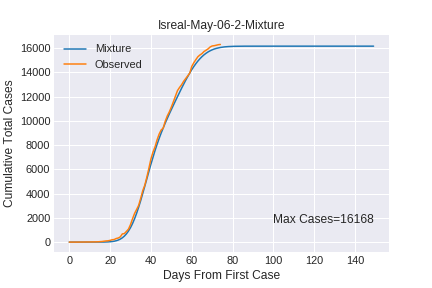 Isreal-May-06-2-Mixture
Mixture
Observed
Cumulative Total Cases
16000
14000
12000
10000
8000
6000
4000
2000
0
Max Cases=16168
0 20 40 60 80 100 120 140
Days From First Case